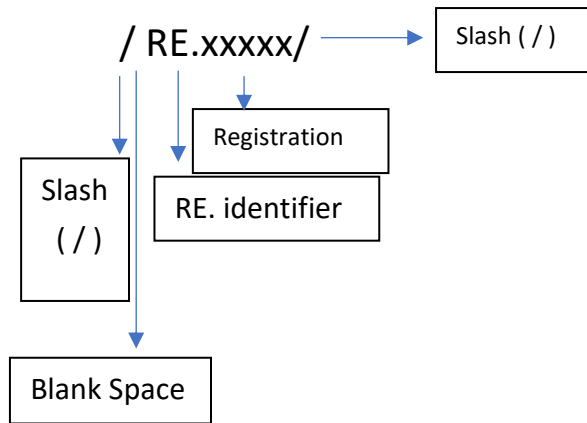 / RE.xxxxx/
Slash ( / )
Registration
RE. identifier
Slash
( / )
Blank Space